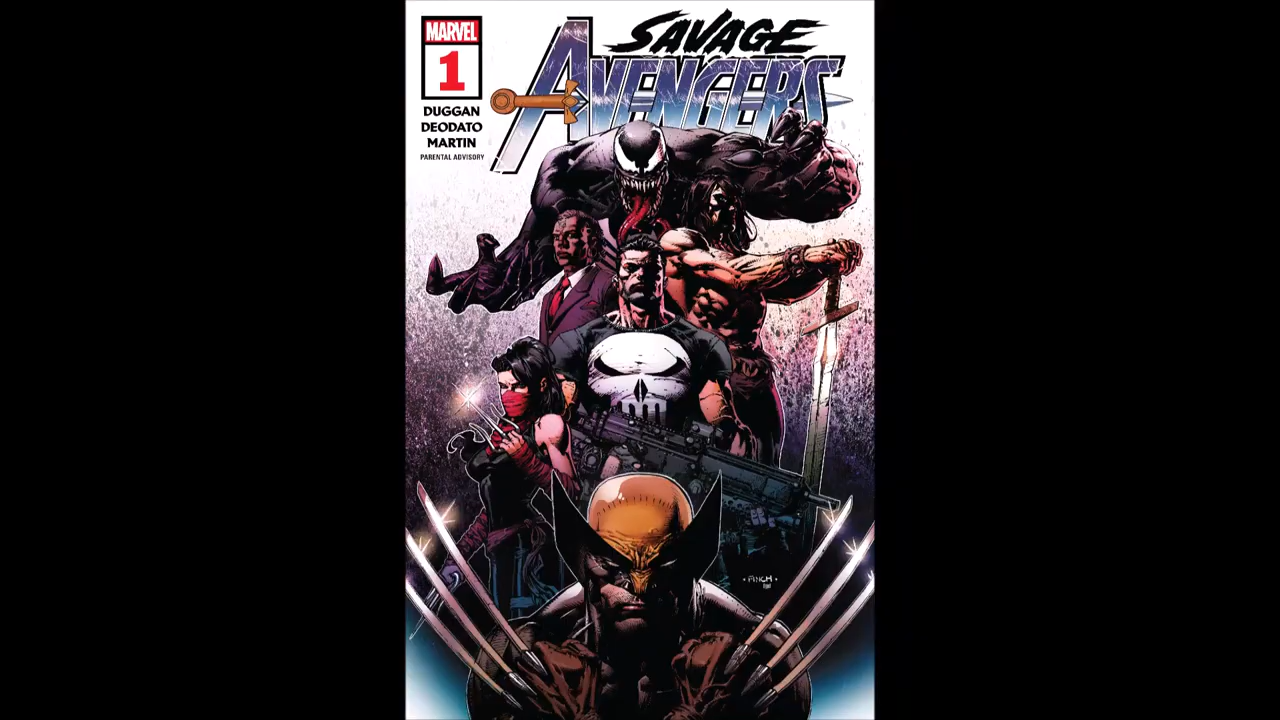 MARVEL
1
DUGGAN
DEODATO
MARTIN
PARENTAL ADVISORY
SAVAGE
AVENGERS
FINCH